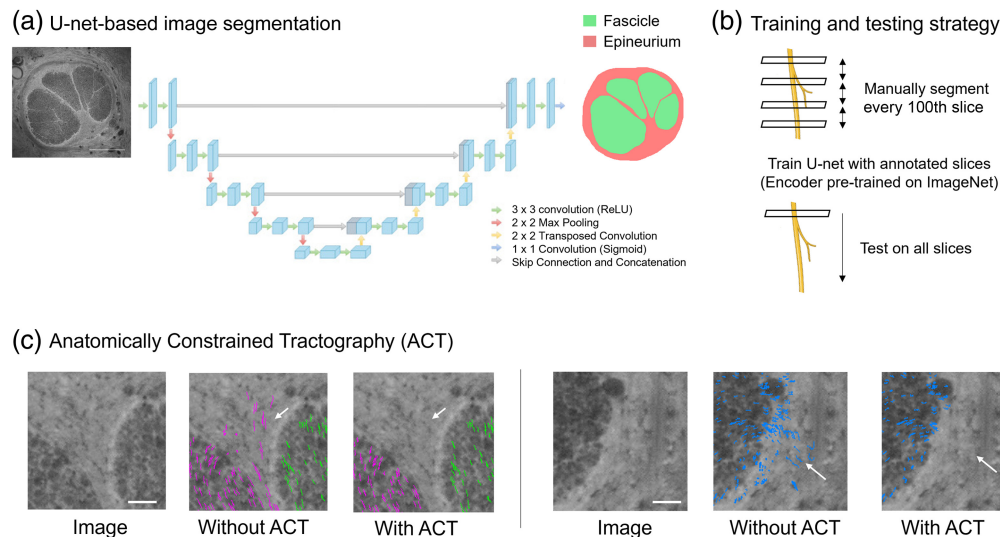 (a) U-net-based image segmentation
Fascicle
Epineurium
3 x 3 convolution (ReLU)
2 x 2 Max Pooling
2 x 2 Transposed Convolution
1 x 1 Convolution (Sigmoid)
Skip Connection and Concatenation
(b) Training and testing strategy
Manually segment
every 100th slice
Train U-net with annotated slices
(Encoder pre-trained on ImageNet)
Test on all slices
(c) Anatomically Constrained Tractography (ACT)
Image
Without ACT
With ACT
Image
Without ACT
With ACT